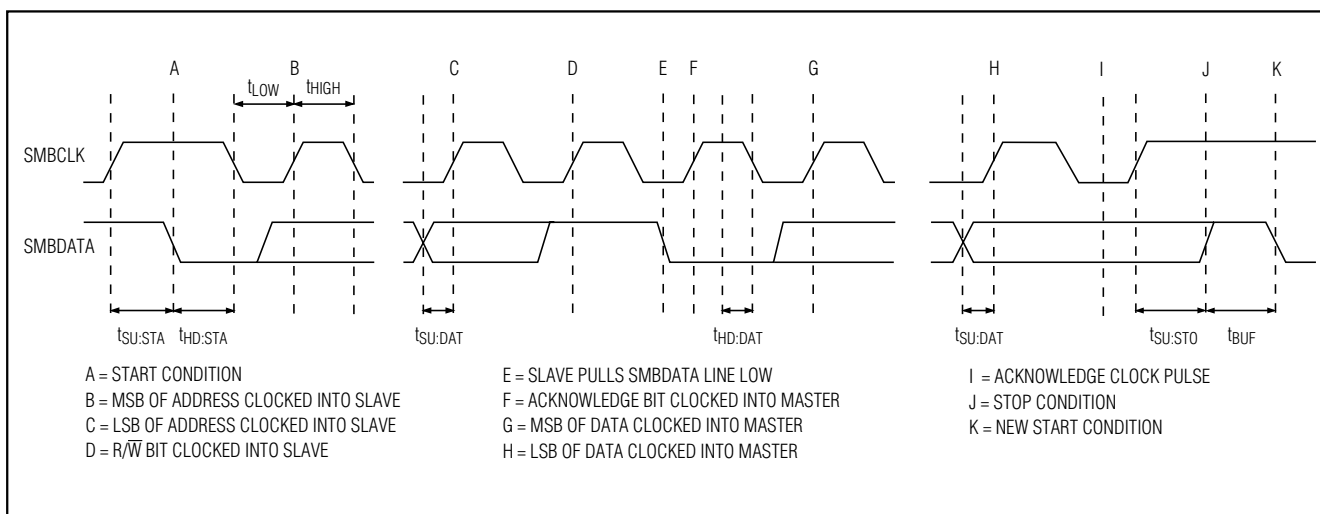 A B C D E F G H I J K
tLOW tHIGH
SMBCLK
SMBDATA
tSU:STA tHD:STA tSU:DAT tHD:DAT tSU:DAT tSU:STO tBUF
A = START CONDITION
B = MSB OF ADDRESS CLOCKED INTO SLAVE
C = LSB OF ADDRESS CLOCKED INTO SLAVE
D = R/W̅ BIT CLOCKED INTO SLAVE
E = SLAVE PULLS SMBDATA LINE LOW
F = ACKNOWLEDGE BIT CLOCKED INTO MASTER
G = MSB OF DATA CLOCKED INTO MASTER
H = LSB OF DATA CLOCKED INTO MASTER
I = ACKNOWLEDGE CLOCK PULSE
J = STOP CONDITION
K = NEW START CONDITION